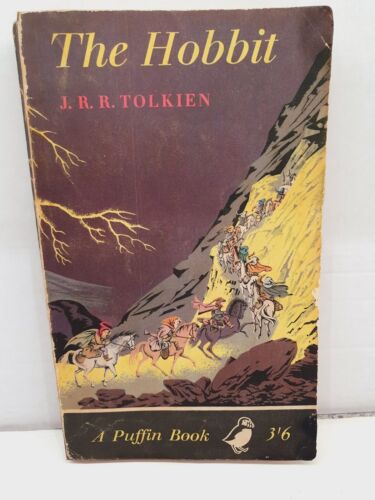 The Hobbit
J. R. R. TOLKIEN
A Puffin Book 3'6